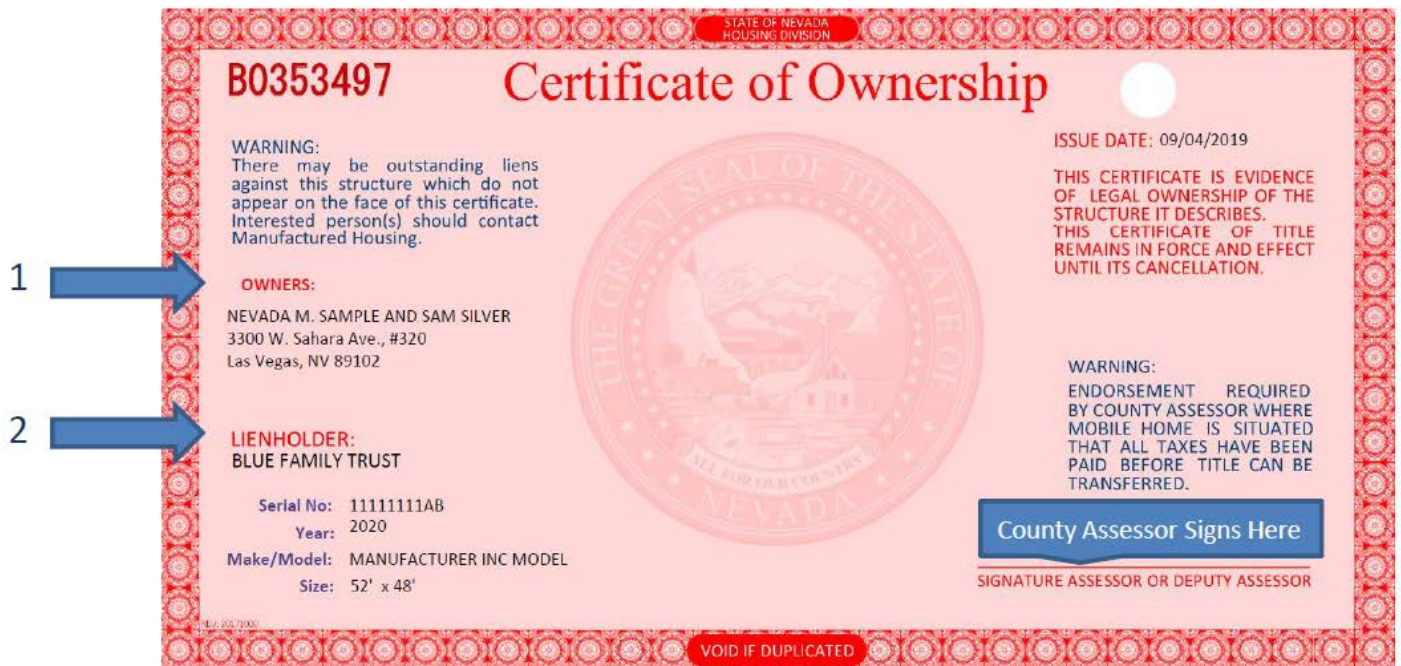 STATE OF NEVADA
HOUSING DIVISION
B0353497
Certificate of Ownership
WARNING:
There may be outstanding liens
against this structure which do not
appear on the face of this certificate.
Interested person(s) should contact
Manufactured Housing.
ISSUE DATE: 09/04/2019
THIS CERTIFICATE IS EVIDENCE
OF LEGAL OWNERSHIP OF THE
STRUCTURE IT DESCRIBES.
THIS CERTIFICATE OF TITLE
REMAINS IN FORCE AND EFFECT
UNTIL ITS CANCELLATION.
1
OWNERS:
NEVADA M. SAMPLE AND SAM SILVER
3300 W. Sahara Ave., #320
Las Vegas, NV 89102
2
LIENHOLDER:
BLUE FAMILY TRUST
Serial No: 11111111AB
Year: 2020
Make/Model: MANUFACTURER INC MODEL
Size: 52' x 48'
THE GREAT SEAL OF THE STATE OF
NEVADA
ALL FOR OUR COUNTRY
WARNING:
ENDORSEMENT REQUIRED
BY COUNTY ASSESSOR WHERE
MOBILE HOME IS SITUATED
THAT ALL TAXES HAVE BEEN
PAID BEFORE TITLE CAN BE
TRANSFERRED.
County Assessor Signs Here
SIGNATURE ASSESSOR OR DEPUTY ASSESSOR
VOID IF DUPLICATED